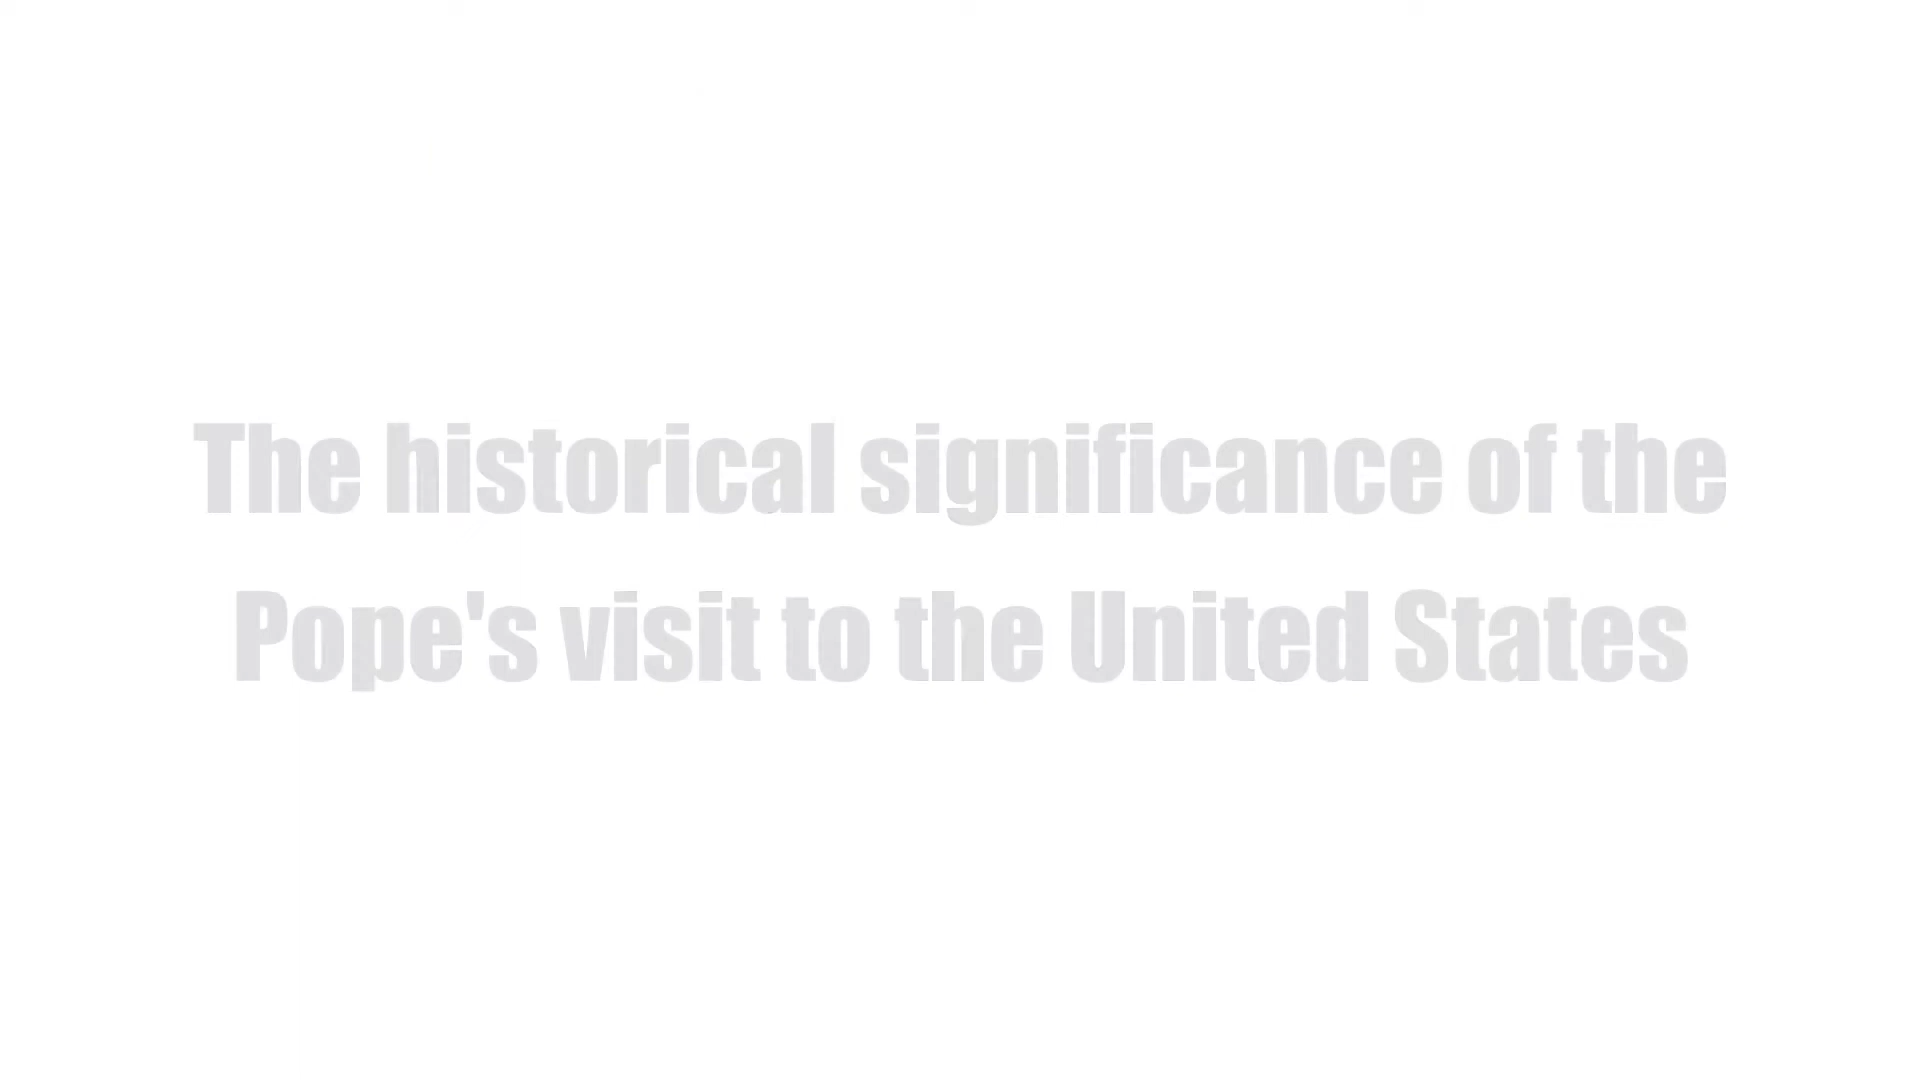 The historical significance of the
Pope's visit to the United States